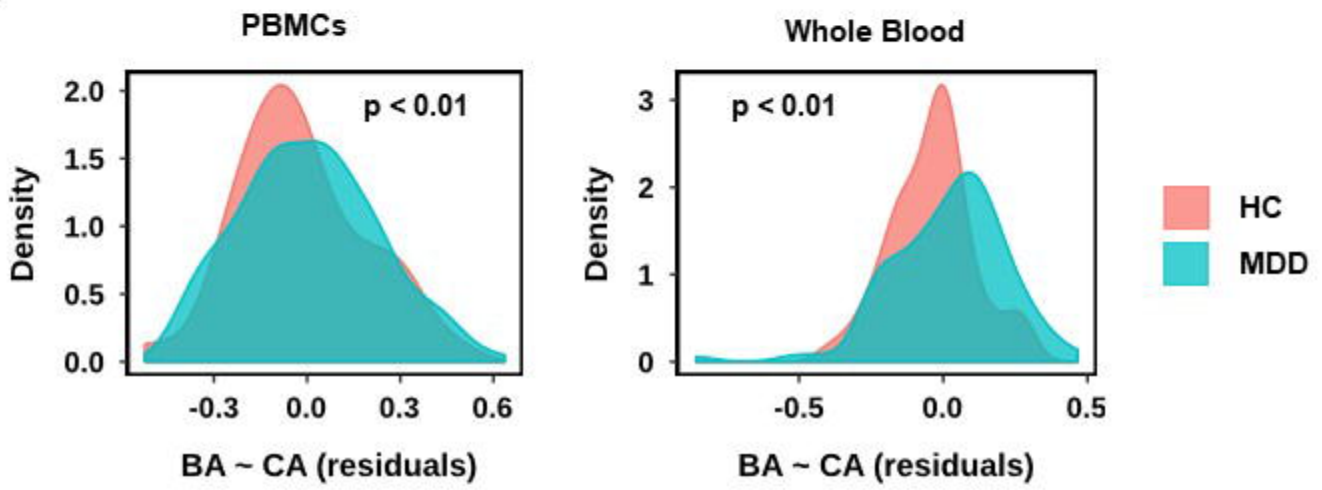 PBMCs
Whole Blood
p < 0.01
p < 0.01
Density
2.0
1.5
1.0
0.5
0.0
-0.3 0.0 0.3 0.6
BA ~ CA (residuals)
Density
3
2
1
0
-0.5 0.0 0.5
BA ~ CA (residuals)
HC
MDD